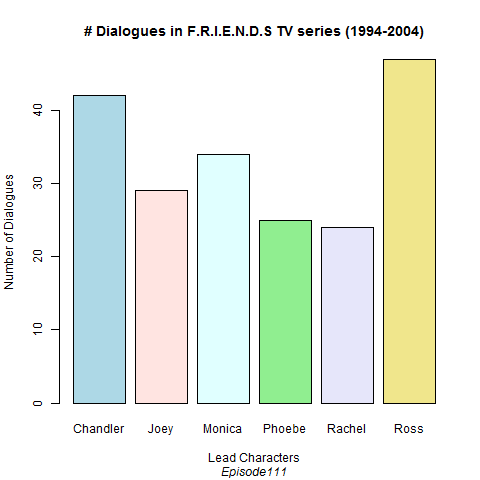 # Dialogues in F.R.I.E.N.D.S TV series (1994-2004)
Number of Dialogues
40
30
20
10
0
Chandler Joey Monica Phoebe Rachel Ross
Lead Characters
Episode111